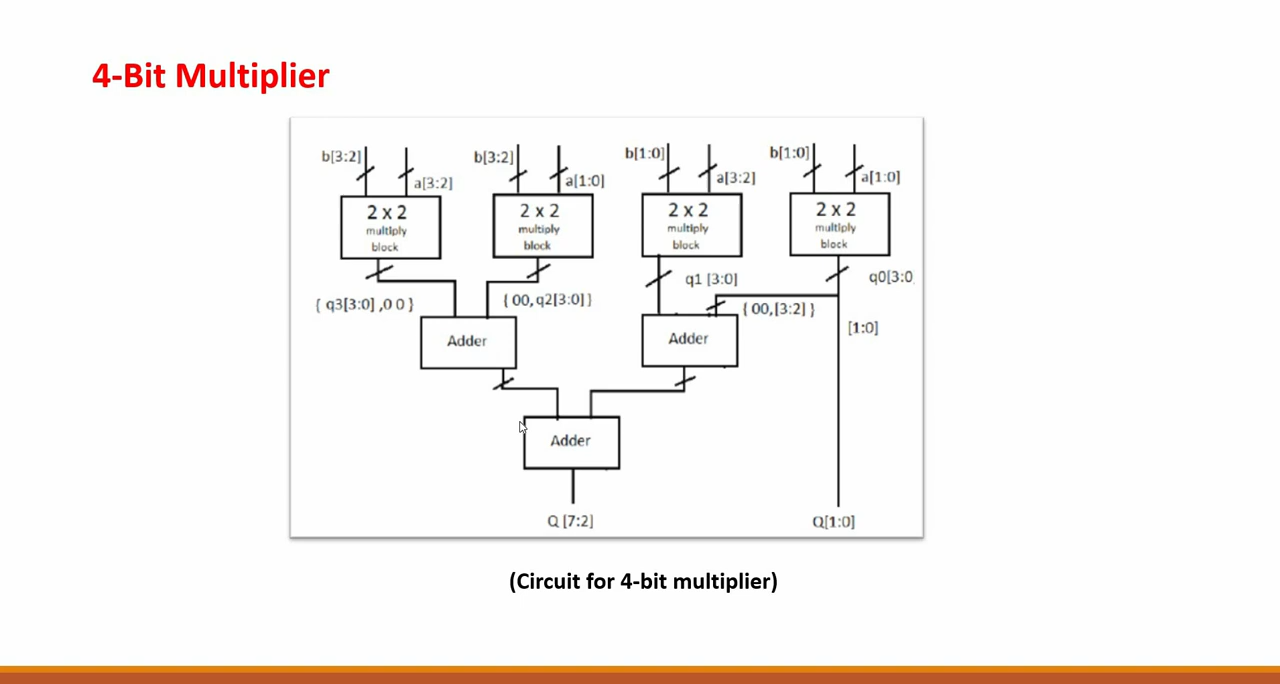 4-Bit Multiplier
b[3:2]
a[3:2]
b[3:2]
a[1:0]
b[1:0]
a[3:2]
b[1:0]
a[1:0]
2 x 2
multiply
block
2 x 2
multiply
block
2 x 2
multiply
block
2 x 2
multiply
block
{ q3[3:0] ,0 0 }
{ 00, q2[3:0] }
q1 [3:0]
q0[3:0
{ 00,[3:2] }
[1:0]
Adder
Adder
Adder
Q [7:2]
Q[1:0]
(Circuit for 4-bit multiplier)